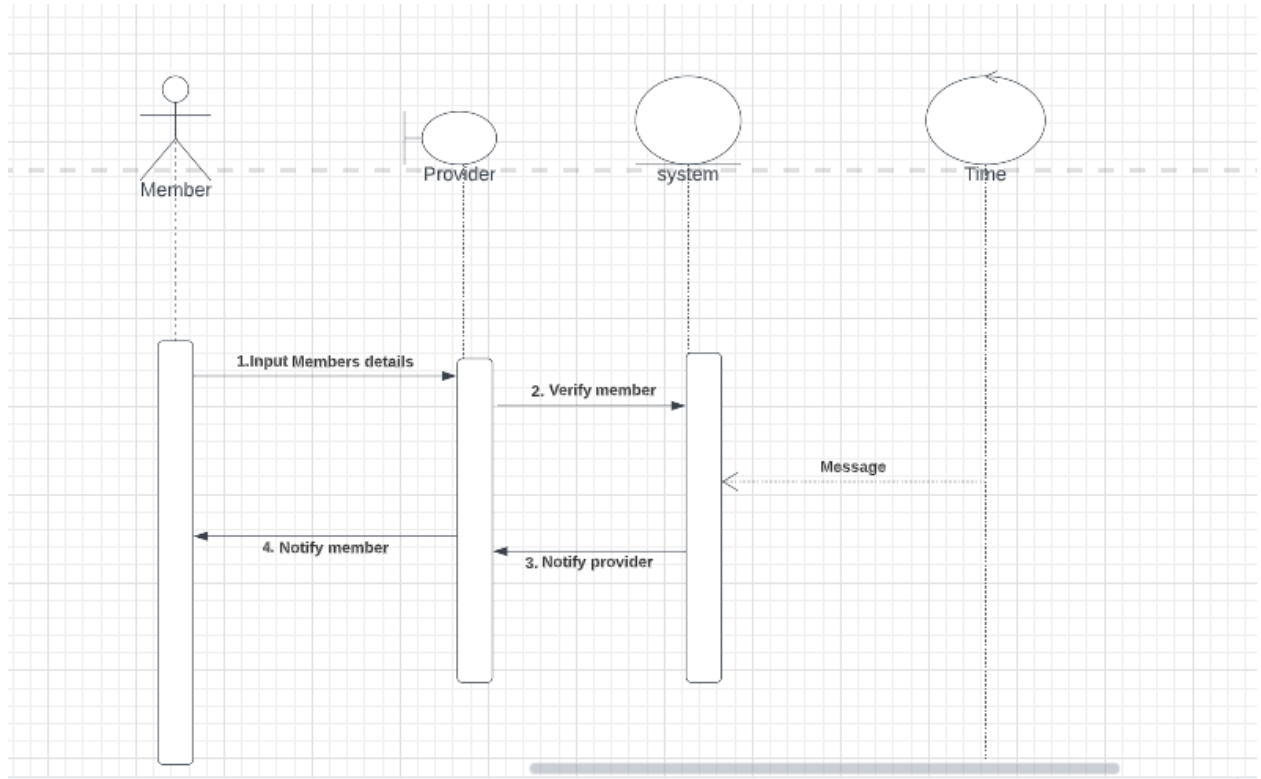 Member
Provider
system
Time
1.Input Members details
2. Verify member
Message
4. Notify member
3. Notify provider